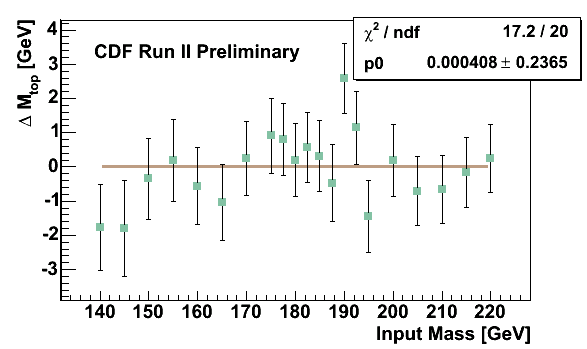 χ² / ndf 17.2 / 20
p0 0.000408 ± 0.2365
CDF Run II Preliminary
Δ M_top [GeV]
4
3
2
1
0
-1
-2
-3
140 150 160 170 180 190 200 210 220
Input Mass [GeV]